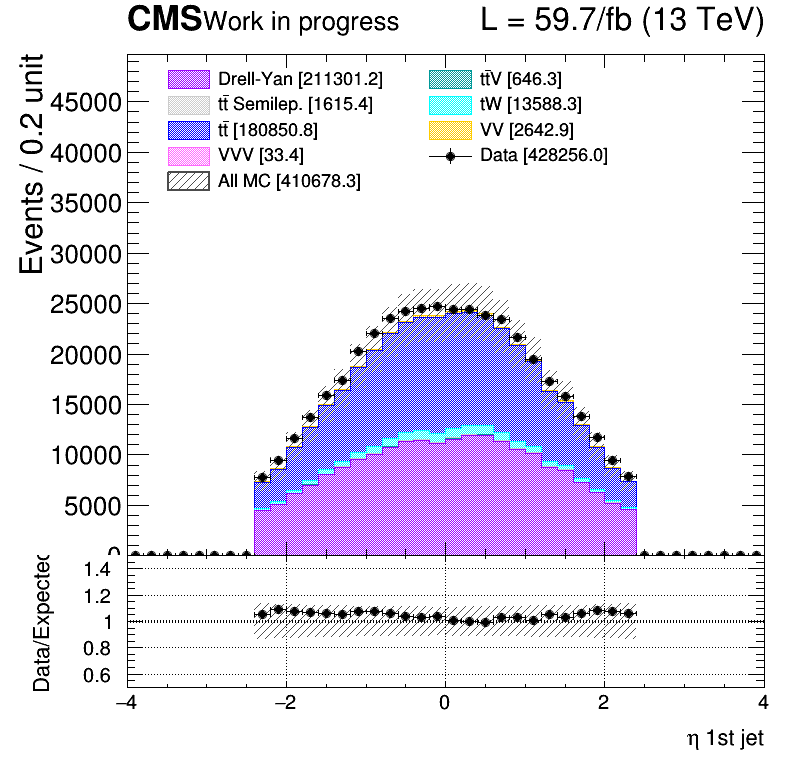 CMS Work in progress L = 59.7/fb (13 TeV)
Events / 0.2 unit
Drell-Yan [211301.2]
tt̄ Semilep. [1615.4]
tt̄ [180850.8]
VVV [33.4]
All MC [410678.3]
tt̄V [646.3]
tW [13588.3]
VV [2642.9]
Data [428256.0]
45000
40000
35000
30000
25000
20000
15000
10000
5000
0
Data/Expected
1.4
1.2
1
0.8
0.6
−4 −2 0 2 4
η 1st jet